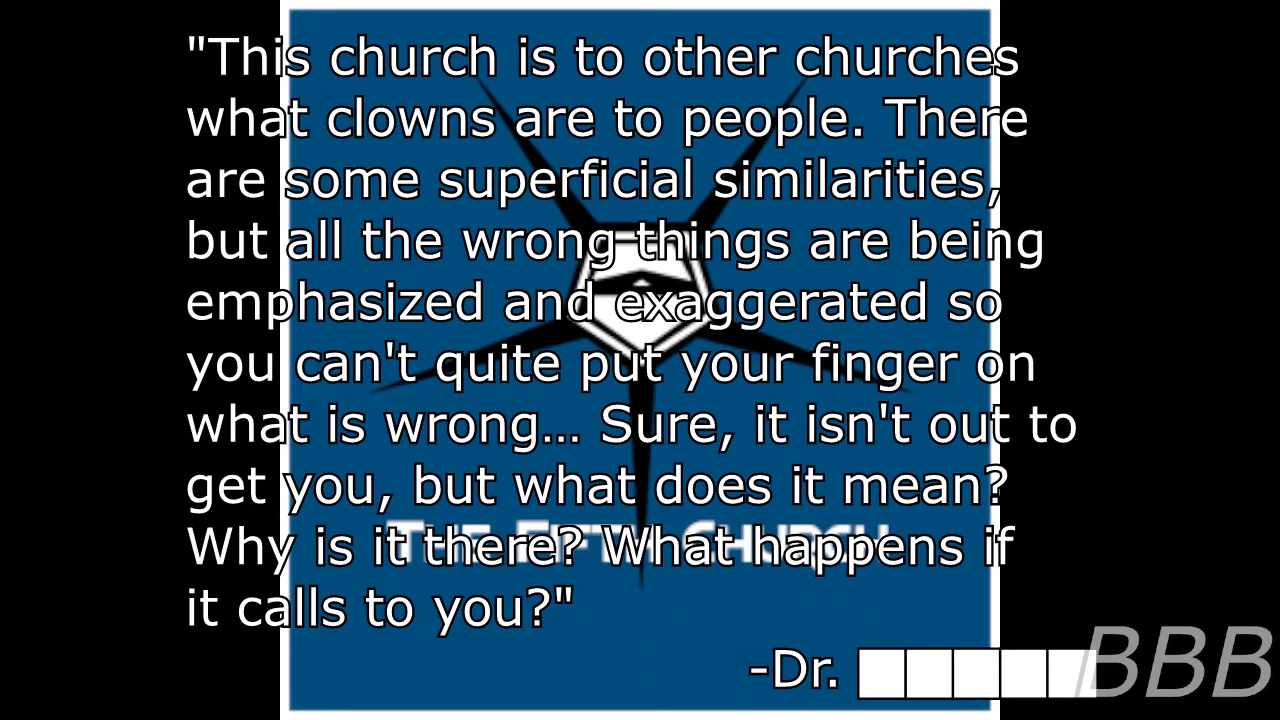 "This church is to other churches
what clowns are to people. There
are some superficial similarities,
but all the wrong things are being
emphasized and exaggerated so
you can't quite put your finger on
what is wrong… Sure, it isn't out to
get you, but what does it mean?
Why is it there? What happens if
it calls to you?"
THE FIFTH CHURCH
-Dr. █████
BBB